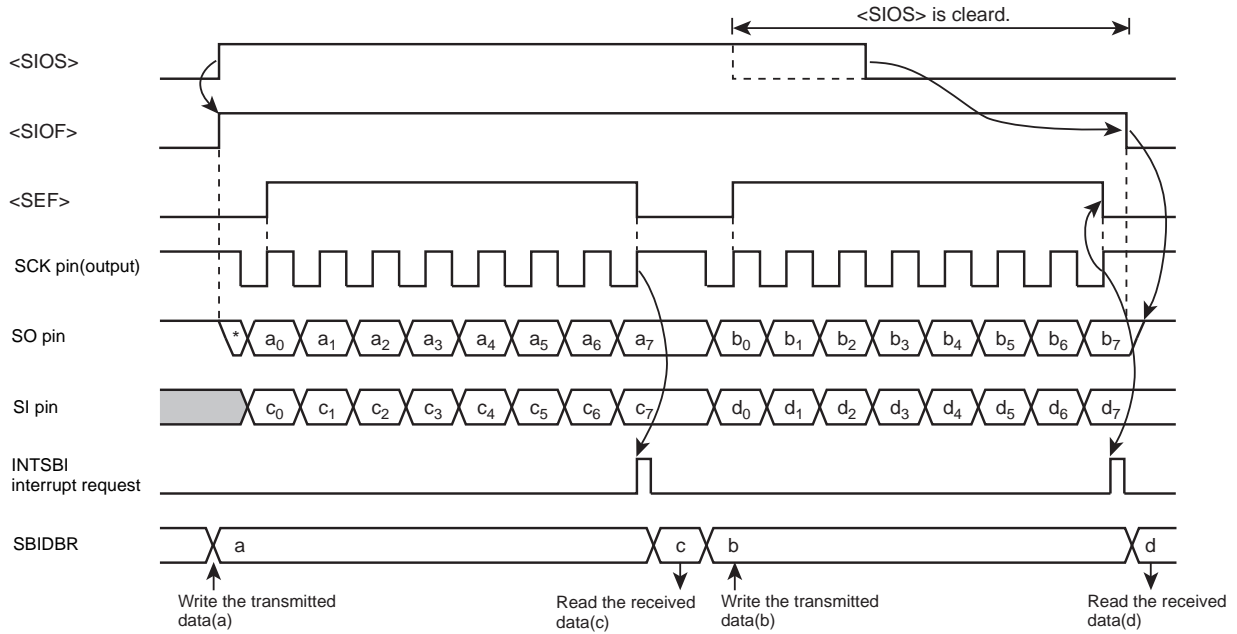 <SIOS> is cleard.
<SIOS>
<SIOF>
<SEF>
SCK pin(output)
SO pin
* a0 a1 a2 a3 a4 a5 a6 a7 b0 b1 b2 b3 b4 b5 b6 b7
SI pin
c0 c1 c2 c3 c4 c5 c6 c7 d0 d1 d2 d3 d4 d5 d6 d7
INTSBI
interrupt request
SBIDBR
a c b d
Write the transmitted
data(a)
Read the received
data(c)
Write the transmitted
data(b)
Read the received
data(d)